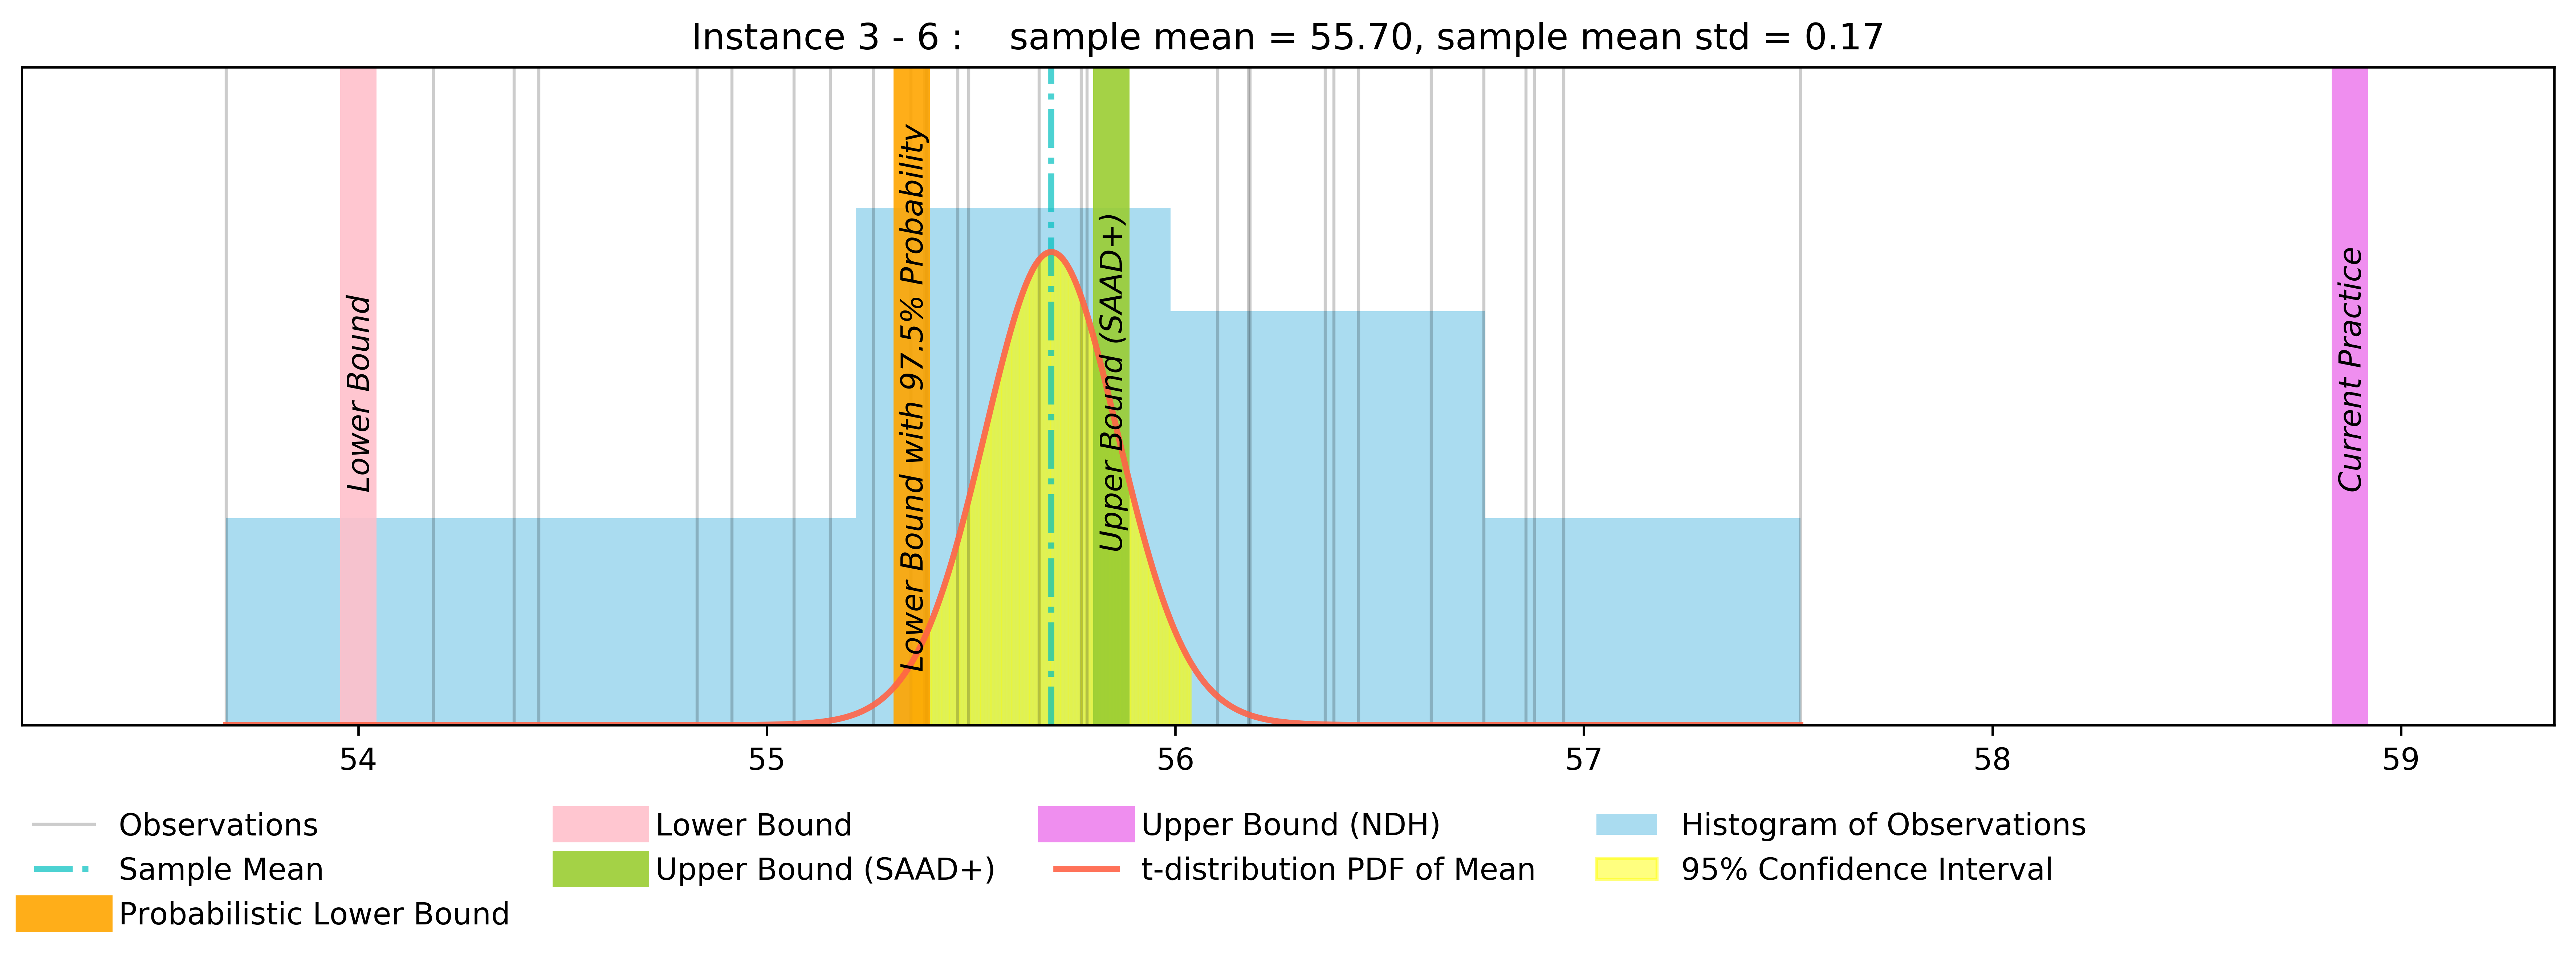 Instance 3 - 6 :    sample mean = 55.70, sample mean std = 0.17
Lower Bound
Lower Bound with 97.5% Probability
Upper Bound (SAAD+)
Current Practice
54 55 56 57 58 59
Observations
Sample Mean
Probabilistic Lower Bound
Lower Bound
Upper Bound (SAAD+)
Upper Bound (NDH)
t-distribution PDF of Mean
Histogram of Observations
95% Confidence Interval